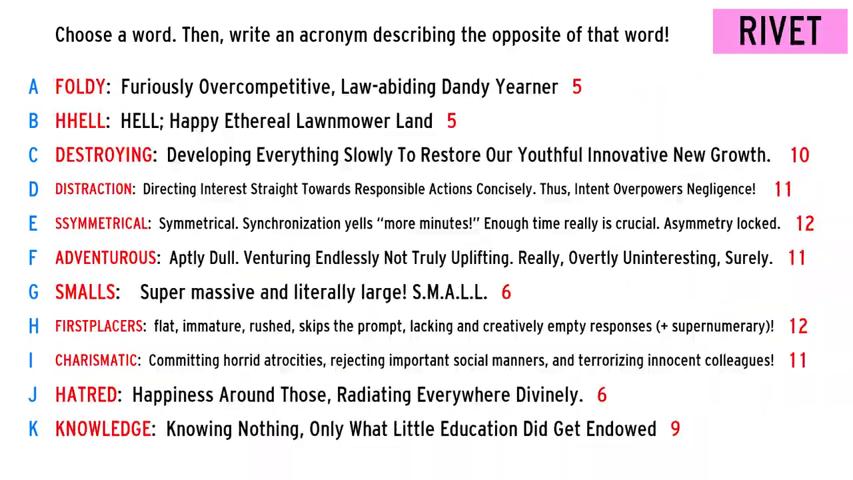 Choose a word. Then, write an acronym describing the opposite of that word!
RIVET
A FOLDY: Furiously Overcompetitive, Law-abiding Dandy Yearner 5
B HHELL: HELL; Happy Ethereal Lawnmower Land 5
C DESTROYING: Developing Everything Slowly To Restore Our Youthful Innovative New Growth. 10
D DISTRACTION: Directing Interest Straight Towards Responsible Actions Concisely. Thus, Intent Overpowers Negligence! 11
E SSYMMETRICAL: Symmetrical. Synchronization yells “more minutes!” Enough time really is crucial. Asymmetry locked. 12
F ADVENTUROUS: Aptly Dull. Venturing Endlessly Not Truly Uplifting. Really, Overtly Uninteresting, Surely. 11
G SMALLS: Super massive and literally large! S.M.A.L.L. 6
H FIRSTPLACERS: flat, immature, rushed, skips the prompt, lacking and creatively empty responses (+ supernumerary)! 12
I CHARISMATIC: Committing horrid atrocities, rejecting important social manners, and terrorizing innocent colleagues! 11
J HATRED: Happiness Around Those, Radiating Everywhere Divinely. 6
K KNOWLEDGE: Knowing Nothing, Only What Little Education Did Get Endowed 9